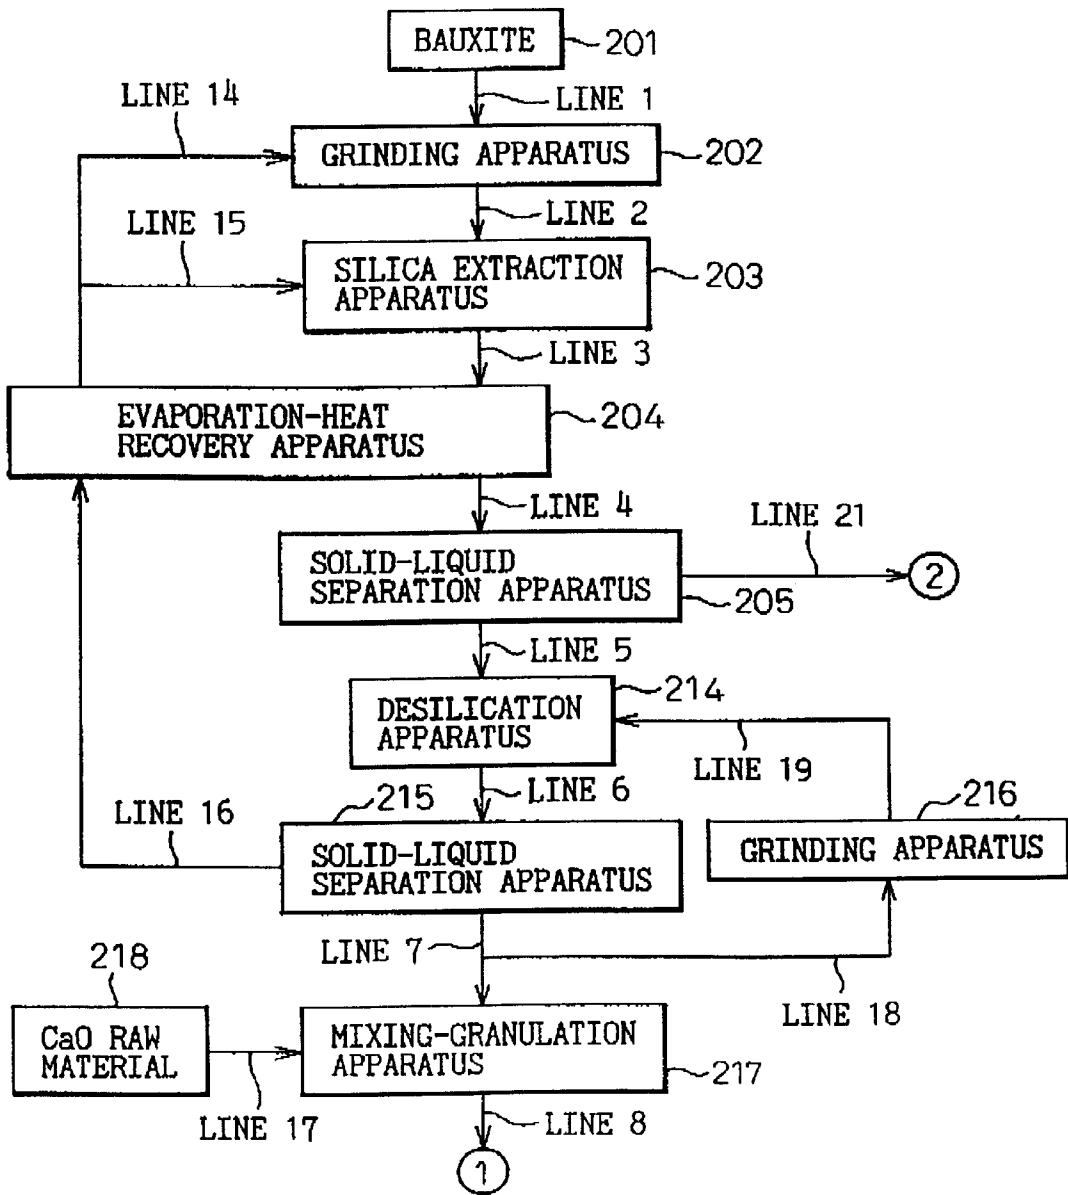 BAUXITE
201
LINE 1
LINE 14
GRINDING APPARATUS
202
LINE 2
LINE 15
SILICA EXTRACTION
APPARATUS
203
LINE 3
EVAPORATION-HEAT
RECOVERY APPARATUS
204
LINE 4
LINE 21
SOLID-LIQUID
SEPARATION APPARATUS
205
2
LINE 5
214
DESILICATION
APPARATUS
LINE 19
LINE 6
215
216
LINE 16
SOLID-LIQUID
SEPARATION APPARATUS
GRINDING APPARATUS
LINE 7
LINE 18
218
CaO RAW
MATERIAL
MIXING-GRANULATION
APPARATUS
217
LINE 17
LINE 8
1